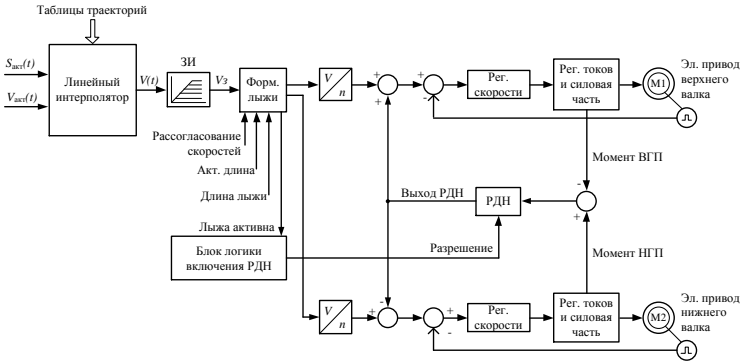 Таблицы траекторий
Sакт(t)
Vакт(t)
Линейный
интерполятор
V(t)
ЗИ
Vз
Форм.
лыжи
V
n
+
+
+
-
Рег.
скорости
Рег. токов
и силовая
часть
М1
Эл. привод
верхнего
валка
Рассогласование
скоростей
Акт. длина
Длина лыжи
Лыжа активна
Момент ВГП
-
+
Выход РДН
РДН
Блок логики
включения РДН
Разрешение
Момент НГП
V
n
+
-
+
-
Рег.
скорости
Рег. токов
и силовая
часть
М2
Эл. привод
нижнего
валка